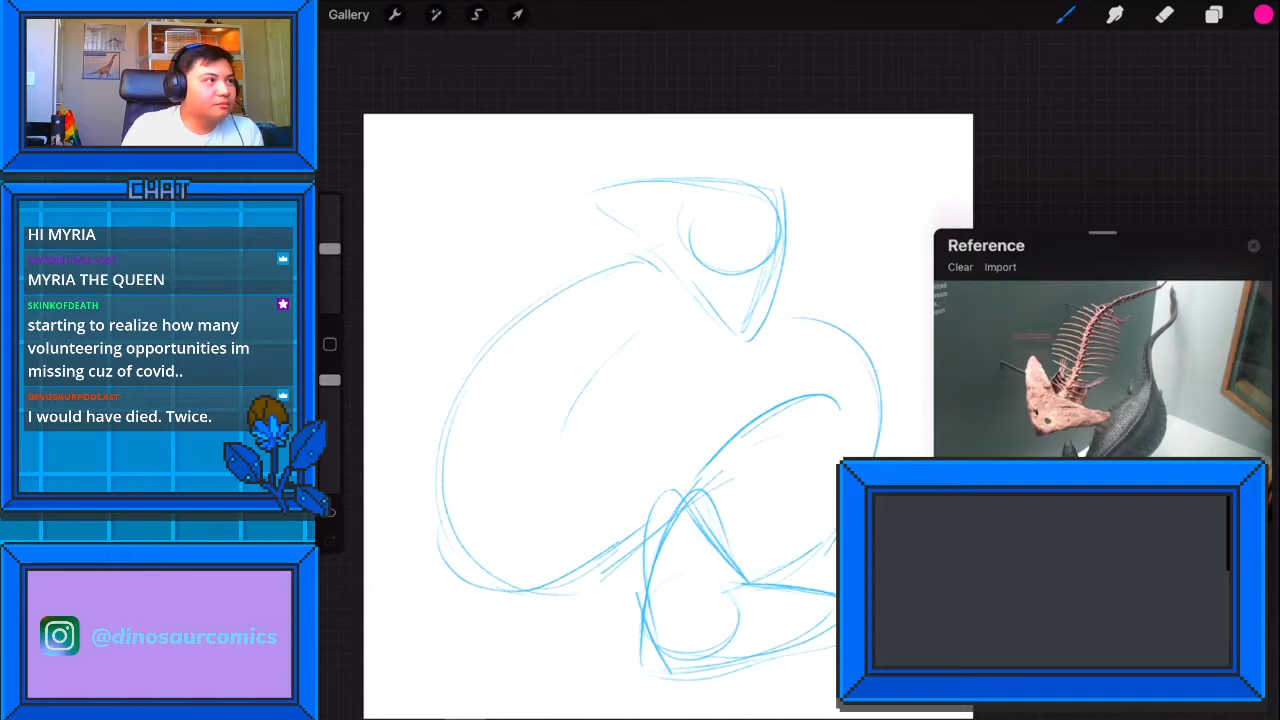 Gallery
CHAT
HI MYRIA
MYRIA THE QUEEN
SKINKOFDEATH
starting to realize how many
volunteering opportunities im
missing cuz of covid..
DINOSAURPODCAST
I would have died. Twice.
@dinosaurcomics
Reference
Clear Import